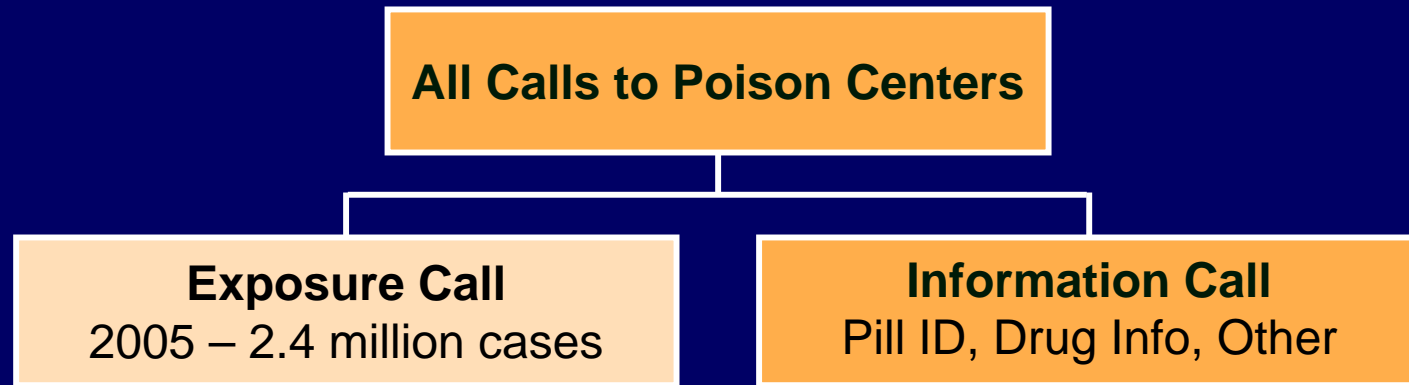 All Calls to Poison Centers
Exposure Call
2005 – 2.4 million cases
Information Call
Pill ID, Drug Info, Other